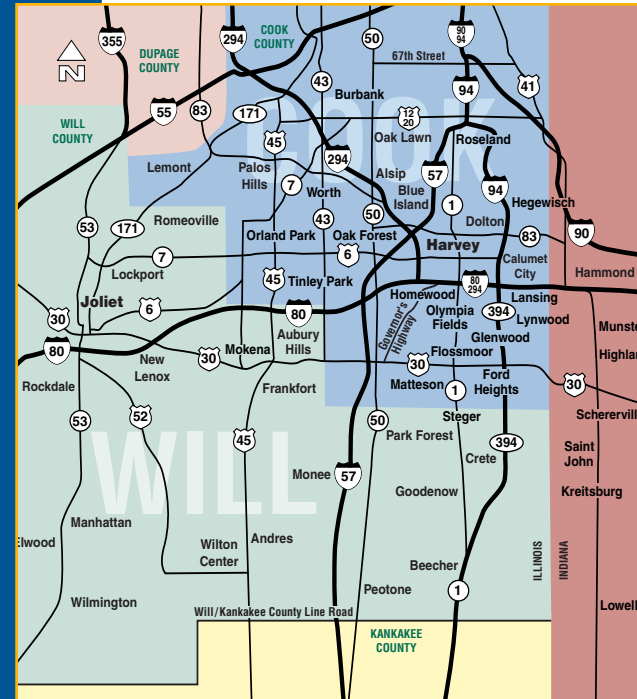 355
294
COOK
COUNTY
50
90
94
DUPAGE
COUNTY
67th Street
N
43
94
41
Burbank
55
83
171
12
20
COOK
WILL
COUNTY
45
Oak Lawn
Roseland
294
Lemont
Palos
Hills
Alsip
57
7
Worth
Blue
Island
94
1
Hegewisch
53
171
Romeoville
43
50
Dolton
Orland Park
Oak Forest
83
90
7
6
Harvey
Lockport
Calumet
City
Hammond
45
Tinley Park
80
294
Joliet
6
Homewood
Lansing
30
80
Governor's
Highway
Olympia
Fields
394
Lynwood
Aubury
Hills
Glenwood
Munste
80
Mokena
Flossmoor
Highlan
New
Lenox
30
30
Rockdale
Frankfort
Matteson
1
Ford
Heights
30
53
52
50
Steger
Schererville
45
Park Forest
394
WILL
Saint
John
Monee
57
Crete
Goodenow
Kreitsburg
Manhattan
Elwood
Wilton
Center
Andres
ILLINOIS
INDIANA
Beecher
Peotone
1
Wilmington
Will/Kankakee County Line Road
Lowell
KANKAKEE
COUNTY